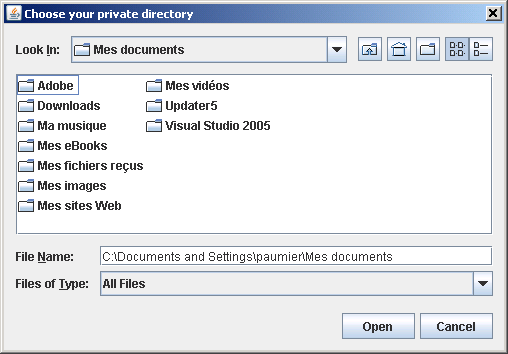 Choose your private directory
Look In: Mes documents
Adobe Mes vidéos
Downloads Updater5
Ma musique Visual Studio 2005
Mes eBooks
Mes fichiers reçus
Mes images
Mes sites Web
File Name: C:\Documents and Settings\paumier\Mes documents
Files of Type: All Files
Open Cancel